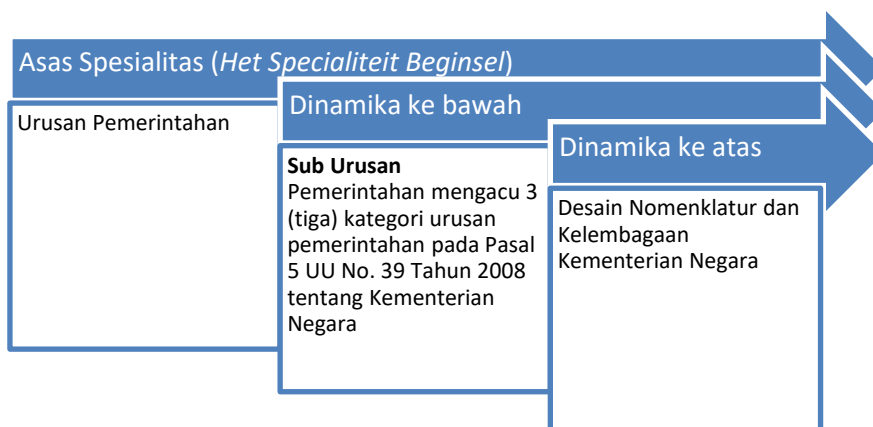 Asas Spesialitas (Het Specialiteit Beginsel)
Urusan Pemerintahan
Dinamika ke bawah
Sub Urusan
Pemerintahan mengacu 3
(tiga) kategori urusan
pemerintahan pada Pasal
5 UU No. 39 Tahun 2008
tentang Kementerian
Negara
Dinamika ke atas
Desain Nomenklatur dan
Kelembagaan
Kementerian Negara